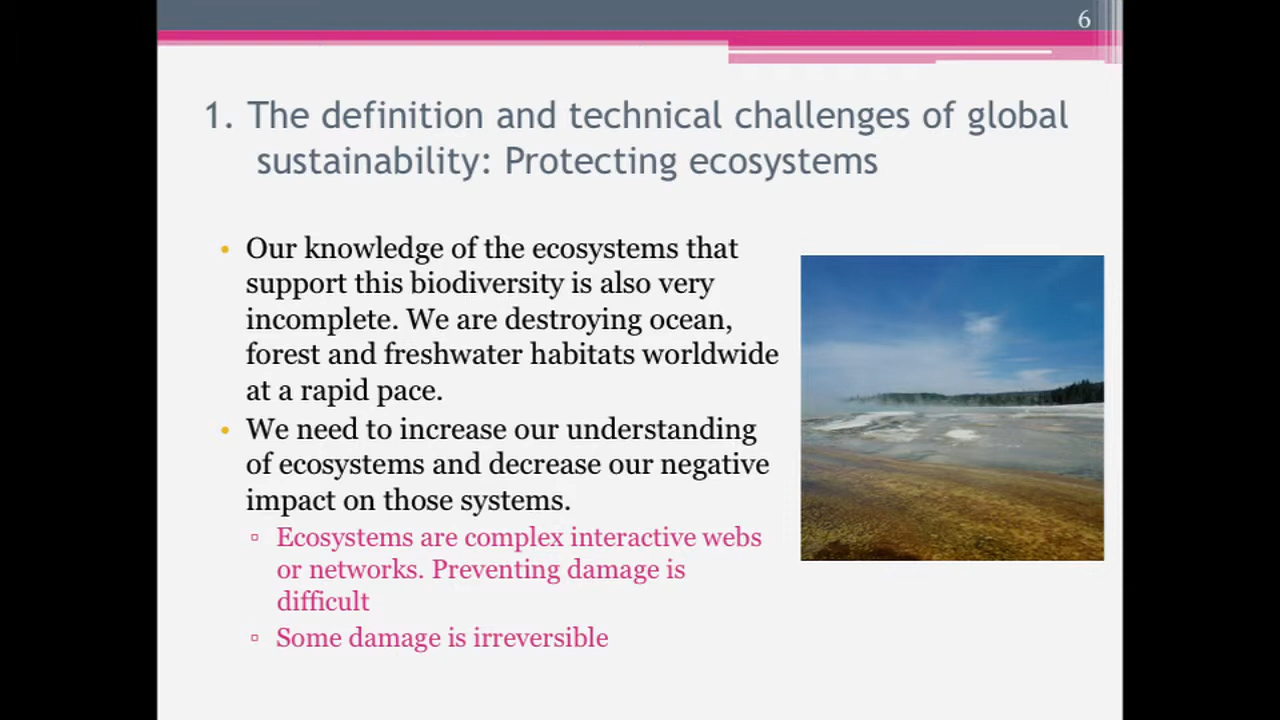 6
1. The definition and technical challenges of global
sustainability: Protecting ecosystems
• Our knowledge of the ecosystems that
support this biodiversity is also very
incomplete. We are destroying ocean,
forest and freshwater habitats worldwide
at a rapid pace.
• We need to increase our understanding
of ecosystems and decrease our negative
impact on those systems.
▫ Ecosystems are complex interactive webs
or networks. Preventing damage is
difficult
▫ Some damage is irreversible